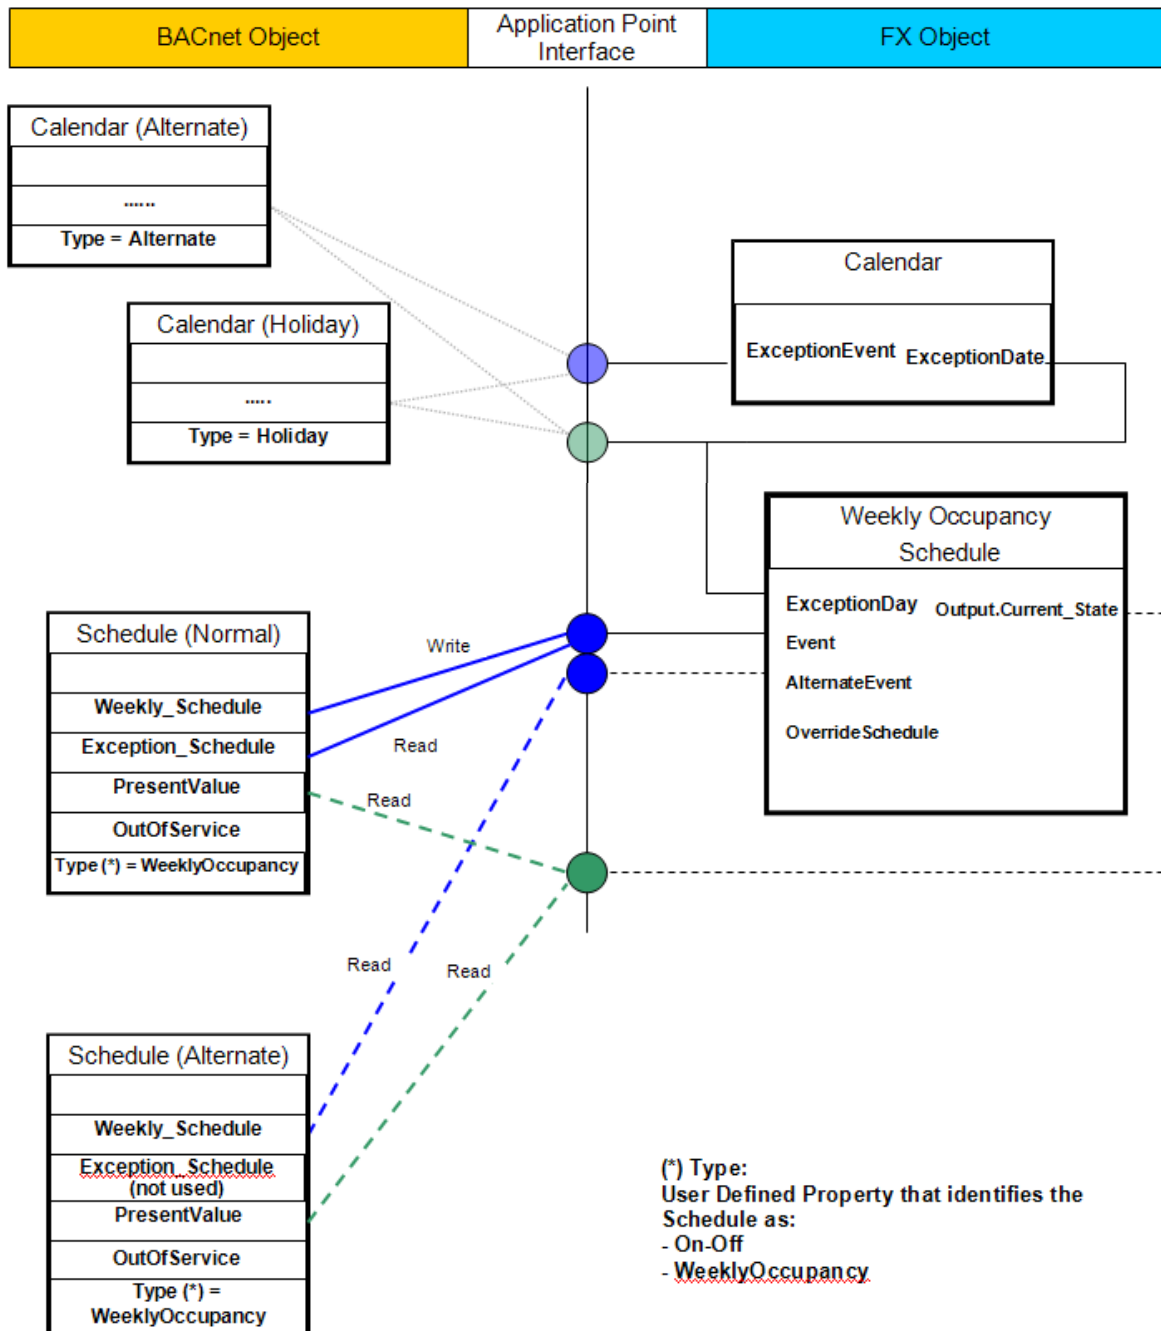 BACnet Object
Application Point
Interface
FX Object
Calendar (Alternate)
......
Type = Alternate
Calendar (Holiday)
.....
Type = Holiday
Calendar
ExceptionEvent
ExceptionDate
Weekly Occupancy
Schedule
ExceptionDay
Output.Current_State
Event
AlternateEvent
OverrideSchedule
Schedule (Normal)
Weekly_Schedule
Exception_Schedule
PresentValue
OutOfService
Type (*) = WeeklyOccupancy
Write
Read
Read
Read
Read
Schedule (Alternate)
Weekly_Schedule
Exception_Schedule
(not used)
PresentValue
OutOfService
Type (*) =
WeeklyOccupancy
(*) Type:
User Defined Property that identifies the
Schedule as:
- On-Off
- WeeklyOccupancy